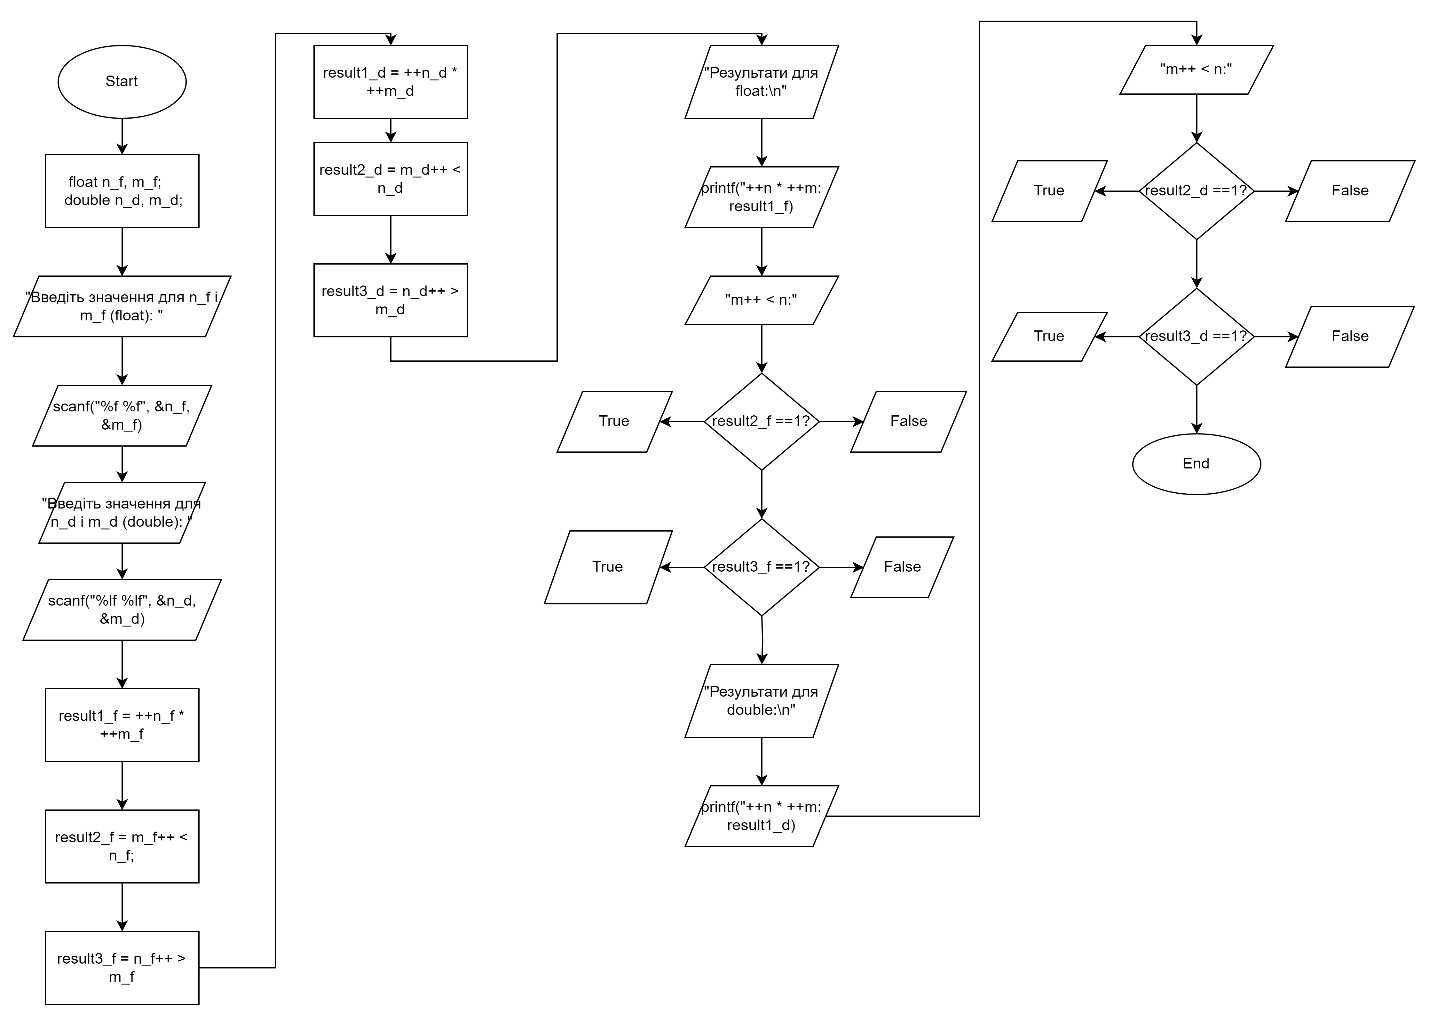 Start
float n_f, m_f;
double n_d, m_d;
"Введіть значення для n_f і
m_f (float): "
scanf("%f %f", &n_f,
&m_f)
"Введіть значення для
n_d і m_d (double): "
scanf("%lf %lf", &n_d,
&m_d)
result1_f = ++n_f *
++m_f
result2_f = m_f++ <
n_f;
result3_f = n_f++ >
m_f
result1_d = ++n_d *
++m_d
result2_d = m_d++ <
n_d
result3_d = n_d++ >
m_d
"Результати для
float:\n"
printf("++n * ++m:
result1_f)
"m++ < n:"
True
result2_f ==1?
False
True
result3_f ==1?
False
"Результати для
double:\n"
printf("++n * ++m:
result1_d)
"m++ < n:"
True
result2_d ==1?
False
True
result3_d ==1?
False
End